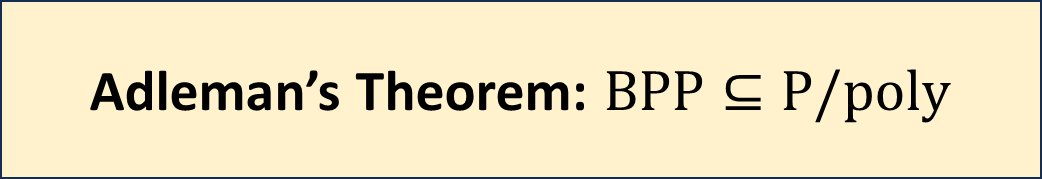 Adleman’s Theorem: BPP ⊆ P/poly